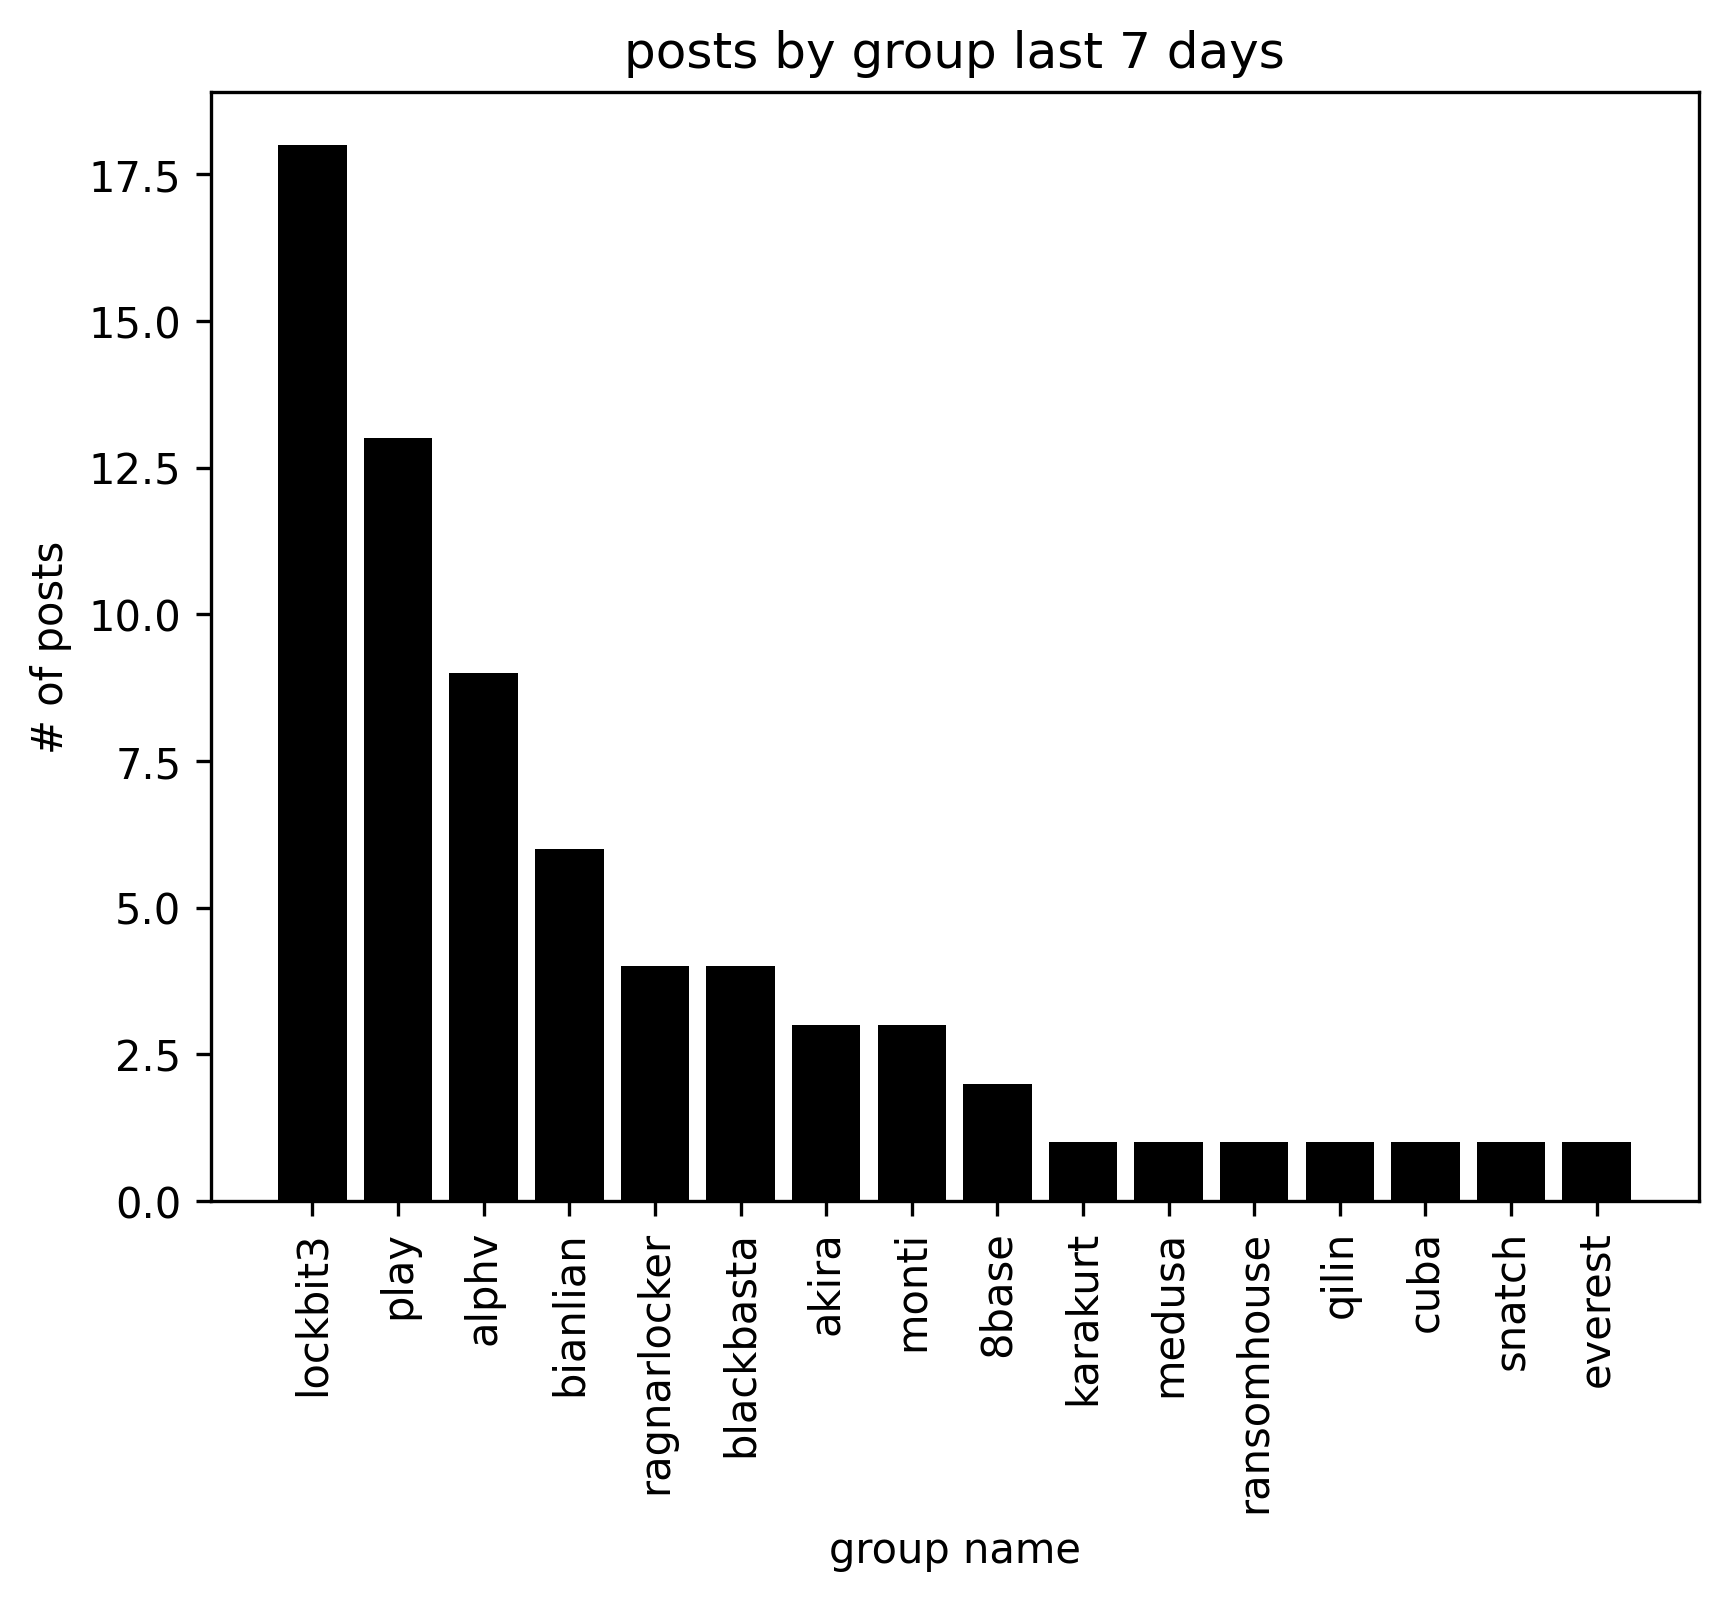 posts by group last 7 days
17.5
15.0
12.5
10.0
7.5
5.0
2.5
0.0
# of posts
lockbit3
play
alphv
bianlian
ragnarlocker
blackbasta
akira
monti
8base
karakurt
medusa
ransomhouse
qilin
cuba
snatch
everest
group name